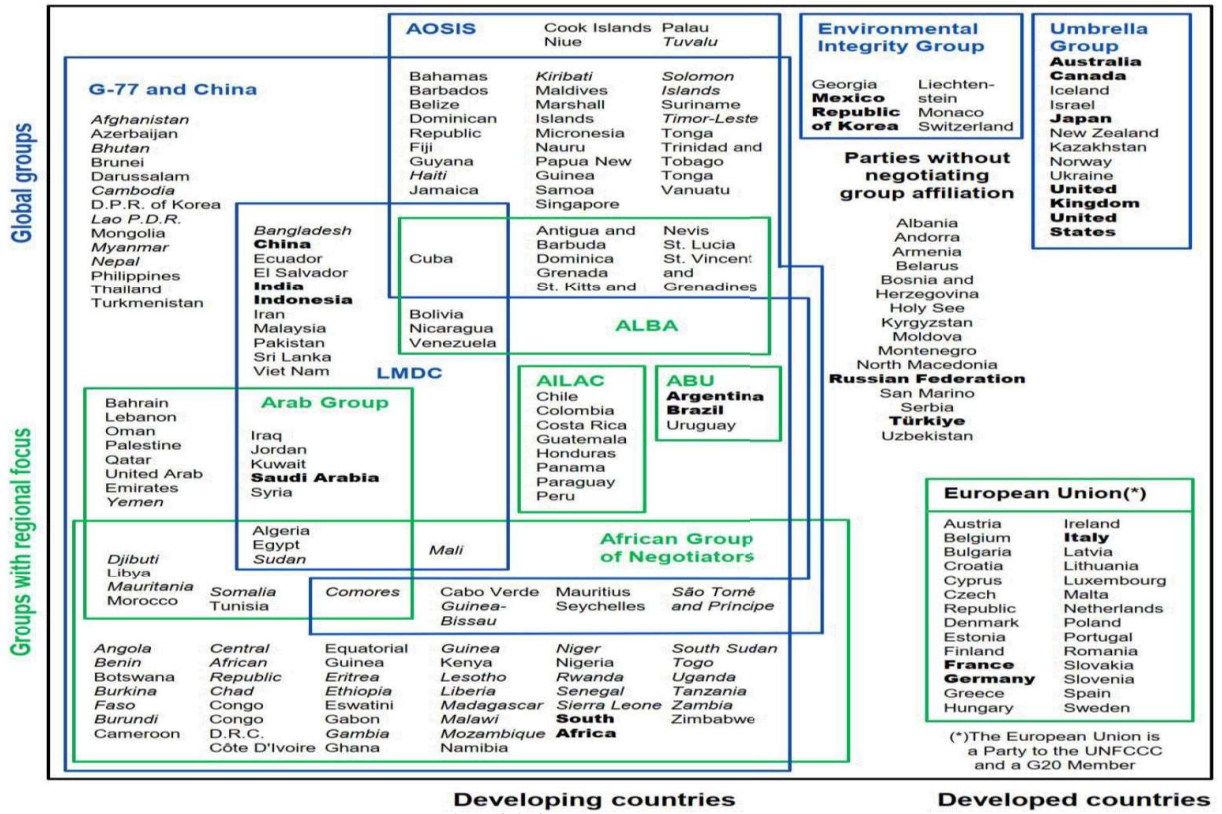 AOSIS
Cook Islands Palau
Niue Tuvalu
Environmental
Integrity Group
Umbrella
Group
Australia
Canada
Iceland
Israel
Japan
New Zealand
Kazakhstan
Norway
Ukraine
United
Kingdom
United
States
Georgia
Mexico
Republic
of Korea
Liechten-
stein
Monaco
Switzerland
Global groups
G-77 and China
Afghanistan
Azerbaijan
Bhutan
Brunei
Darussalam
Cambodia
D.P.R. of Korea
Lao P.D.R.
Mongolia
Myanmar
Nepal
Philippines
Thailand
Turkmenistan
Bahamas
Barbados
Belize
Dominican
Republic
Fiji
Guyana
Haiti
Jamaica
Kiribati
Maldives
Marshall
Islands
Micronesia
Nauru
Papua New
Guinea
Samoa
Singapore
Solomon
Islands
Suriname
Timor-Leste
Tonga
Trinidad and
Tobago
Tonga
Vanuatu
Parties without
negotiating
group affiliation
Albania
Andorra
Armenia
Belarus
Bosnia and
Herzegovina
Holy See
Kyrgyzstan
Moldova
Montenegro
North Macedonia
Russian Federation
San Marino
Serbia
Türkiye
Uzbekistan
Bangladesh
China
Ecuador
El Salvador
India
Indonesia
Iran
Malaysia
Pakistan
Sri Lanka
Viet Nam
LMDC
Cuba
Bolivia
Nicaragua
Venezuela
Antigua and
Barbuda
Dominica
Grenada
St. Kitts and
Nevis
St. Lucia
St. Vincent
and
Grenadines
ALBA
AILAC
Chile
Colombia
Costa Rica
Guatemala
Honduras
Panama
Paraguay
Peru
ABU
Argentina
Brazil
Uruguay
Groups with regional focus
Arab Group
Bahrain
Lebanon
Oman
Palestine
Qatar
United Arab
Emirates
Yemen
Iraq
Jordan
Kuwait
Saudi Arabia
Syria
Algeria
Egypt
Sudan
Mali
African Group
of Negotiators
Djibuti
Libya
Mauritania
Morocco
Somalia
Tunisia
Comores
Cabo Verde
Guinea-
Bissau
Mauritius
Seychelles
São Tomé
and Príncipe
Angola
Benin
Botswana
Burkina
Faso
Burundi
Cameroon
Central
African
Republic
Chad
Congo
Congo
D.R.C.
Côte D'Ivoire
Equatorial
Guinea
Eritrea
Ethiopia
Eswatini
Gabon
Gambia
Ghana
Guinea
Kenya
Lesotho
Liberia
Madagascar
Malawi
Mozambique
Namibia
Niger
Nigeria
Rwanda
Senegal
Sierra Leone
South
Africa
South Sudan
Togo
Uganda
Tanzania
Zambia
Zimbabwe
European Union(*)
Austria
Belgium
Bulgaria
Croatia
Cyprus
Czech
Republic
Denmark
Estonia
Finland
France
Germany
Greece
Hungary
Ireland
Italy
Latvia
Lithuania
Luxembourg
Malta
Netherlands
Poland
Portugal
Romania
Slovakia
Slovenia
Spain
Sweden
(*)The European Union is
a Party to the UNFCCC
and a G20 Member
Developing countries
Developed countries